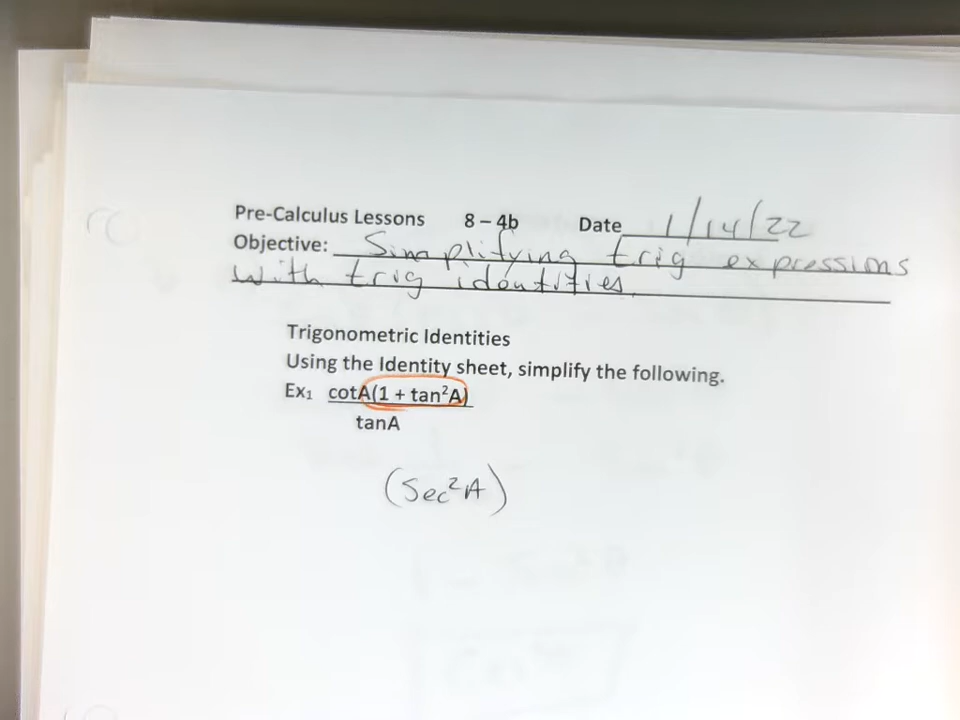 Pre-Calculus Lessons 8 – 4b Date 1/14/22
Objective: Simplifying trig expressions
with trig identities.
Trigonometric Identities
Using the Identity sheet, simplify the following.
Ex₁ cotA(1 + tan²A)
tanA
(Sec²A)